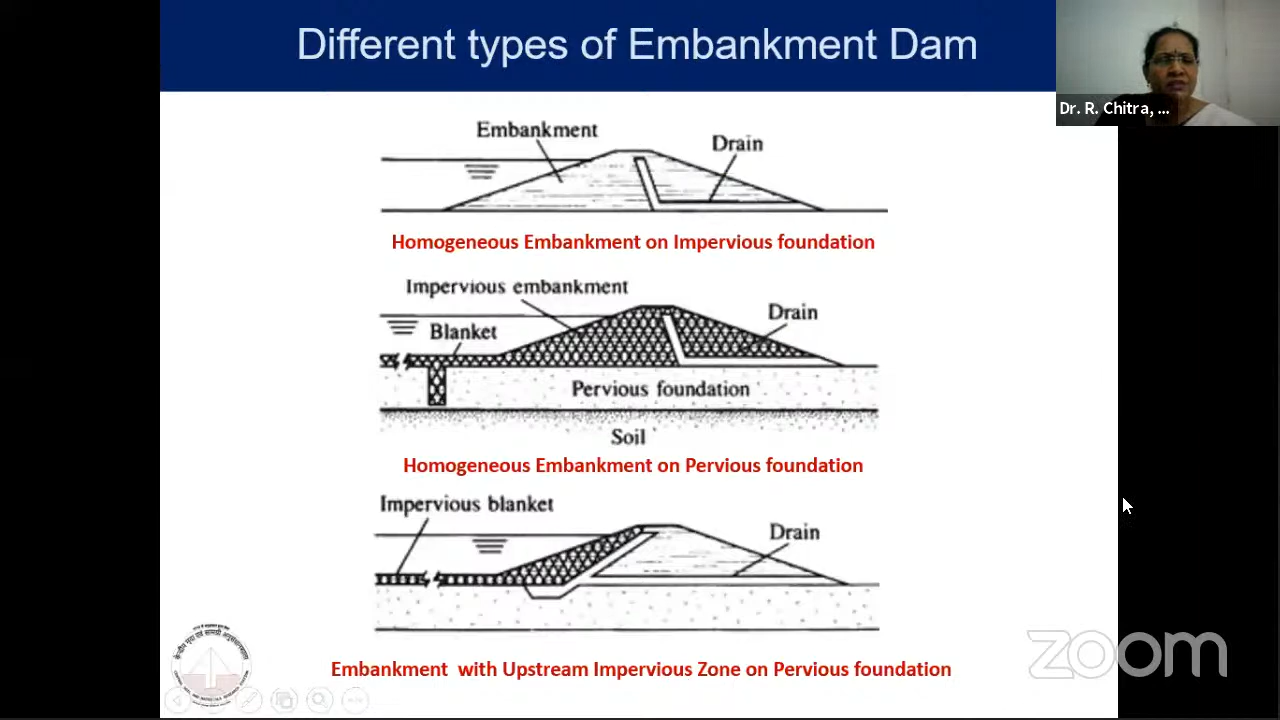 Different types of Embankment Dam
Dr. R. Chitra, ...
Embankment
Drain
Homogeneous Embankment on Impervious foundation
Impervious embankment
Drain
Blanket
Pervious foundation
Soil
Homogeneous Embankment on Pervious foundation
Impervious blanket
Drain
Embankment with Upstream Impervious Zone on Pervious foundation
zoom